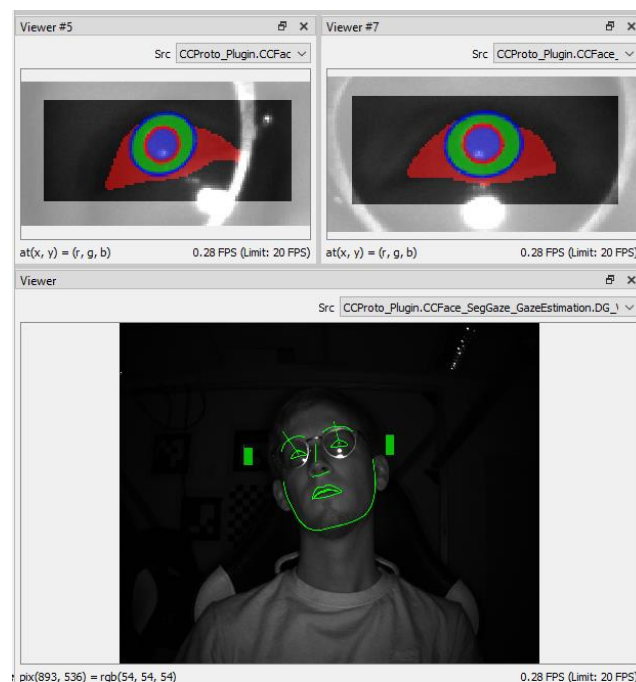 Viewer #5
Src CCProto_Plugin.CCFac
at(x, y) = (r, g, b) 0.28 FPS (Limit: 20 FPS)
Viewer #7
Src CCProto_Plugin.CCFace_
at(x, y) = (r, g, b) 0.28 FPS (Limit: 20 FPS)
Viewer
Src CCProto_Plugin.CCFace_SegGaze_GazeEstimation.DG_
pix(893, 536) = rgb(54, 54, 54) 0.28 FPS (Limit: 20 FPS)